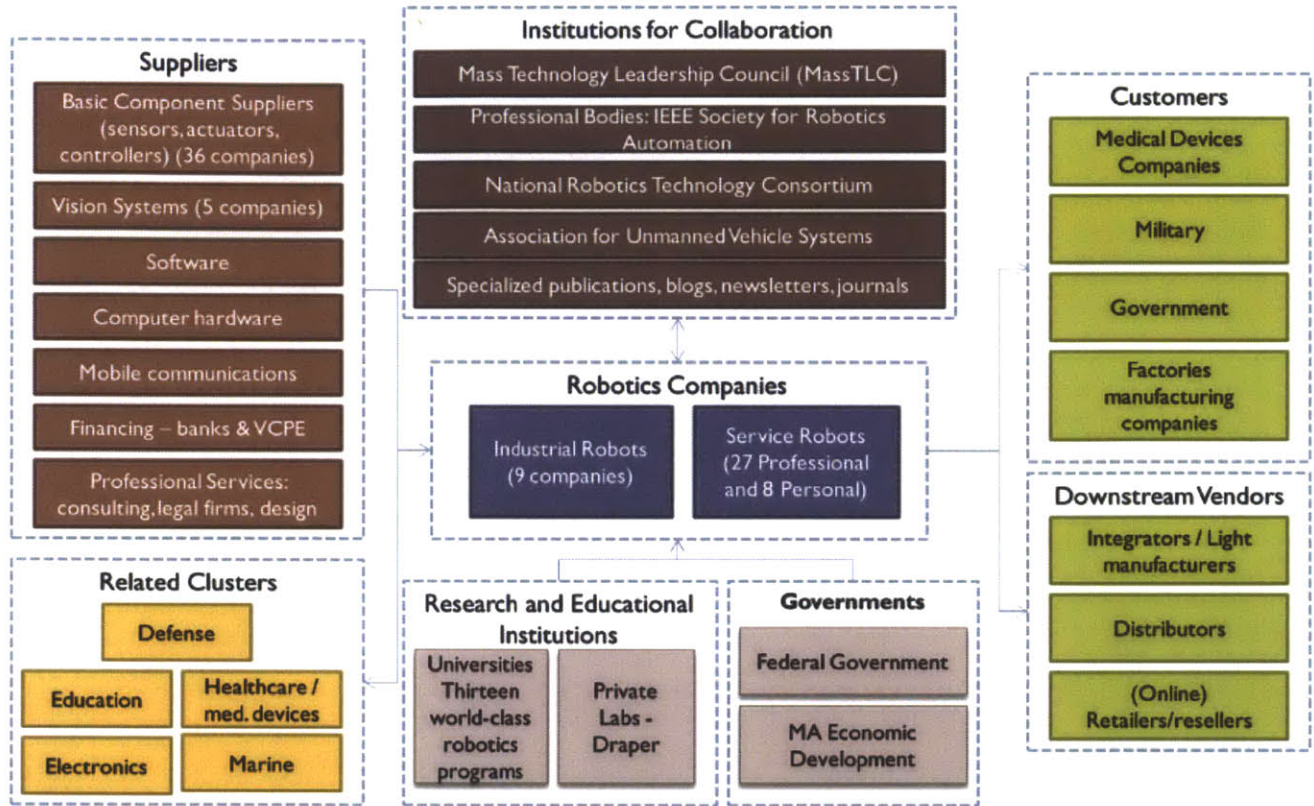 Suppliers
Basic Component Suppliers
(sensors, actuators,
controllers) (36 companies)
Vision Systems (5 companies)
Software
Computer hardware
Mobile communications
Financing – banks & VCPE
Professional Services:
consulting, legal firms, design
Institutions for Collaboration
Mass Technology Leadership Council (MassTLC)
Professional Bodies: IEEE Society for Robotics
Automation
National Robotics Technology Consortium
Association for Unmanned Vehicle Systems
Specialized publications, blogs, newsletters, journals
Customers
Medical Devices
Companies
Military
Government
Factories
manufacturing
companies
Robotics Companies
Industrial Robots
(9 companies)
Service Robots
(27 Professional
and 8 Personal)
Downstream Vendors
Integrators / Light
manufacturers
Distributors
(Online)
Retailers/resellers
Related Clusters
Defense
Education
Healthcare /
med. devices
Electronics
Marine
Research and Educational
Institutions
Universities
Thirteen
world-class
robotics
programs
Private
Labs -
Draper
Governments
Federal Government
MA Economic
Development